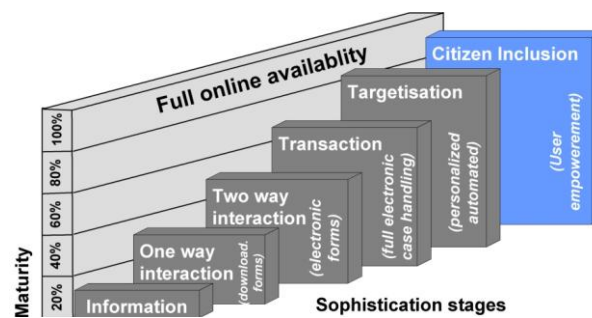 Full online availablity
Citizen Inclusion
(User
empowerement)
Targetisation
(personalized
automated)
Transaction
(full electronic
case handling)
Two way
interaction
(electronic
forms)
One way
interaction
(download.
forms)
Information
100%
80%
60%
40%
20%
Maturity
Sophistication stages